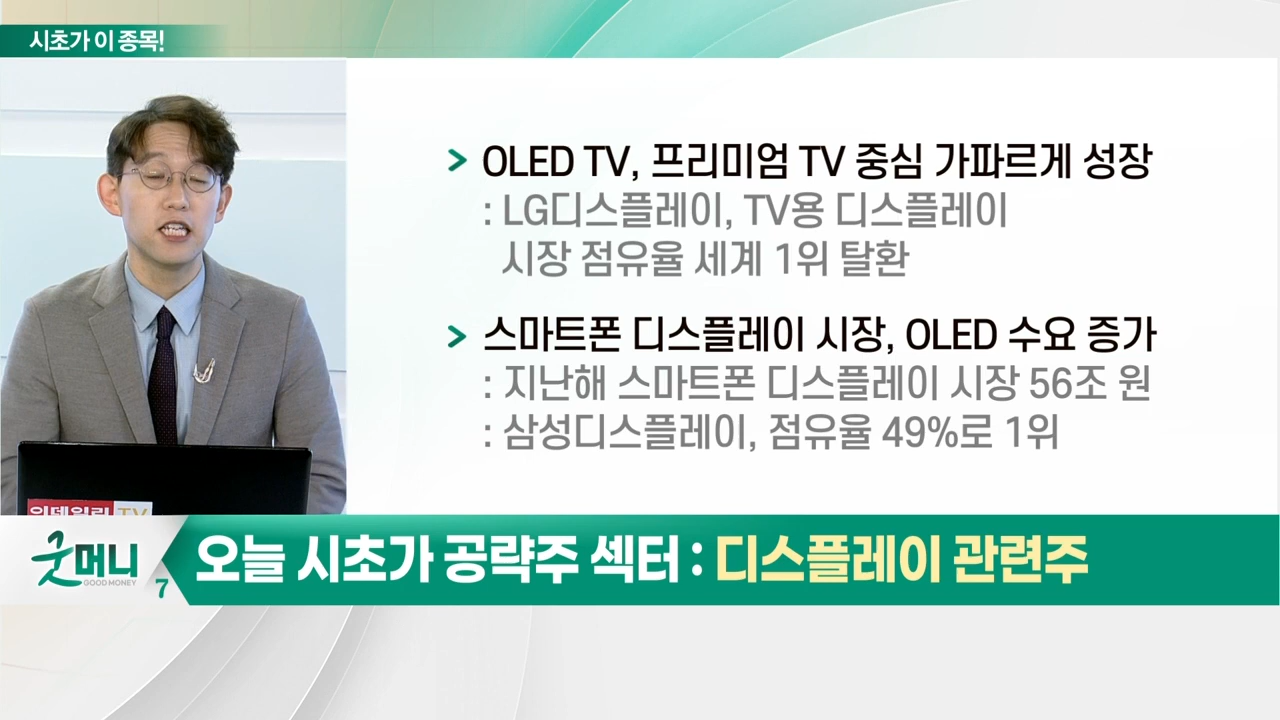 시초가 이 종목!
> OLED TV, 프리미엄 TV 중심 가파르게 성장
: LG디스플레이, TV용 디스플레이
시장 점유율 세계 1위 탈환
> 스마트폰 디스플레이 시장, OLED 수요 증가
: 지난해 스마트폰 디스플레이 시장 56조 원
: 삼성디스플레이, 점유율 49%로 1위
이데일리 TV
굿머니
GOOD MONEY
7
오늘 시초가 공략주 섹터 : 디스플레이 관련주